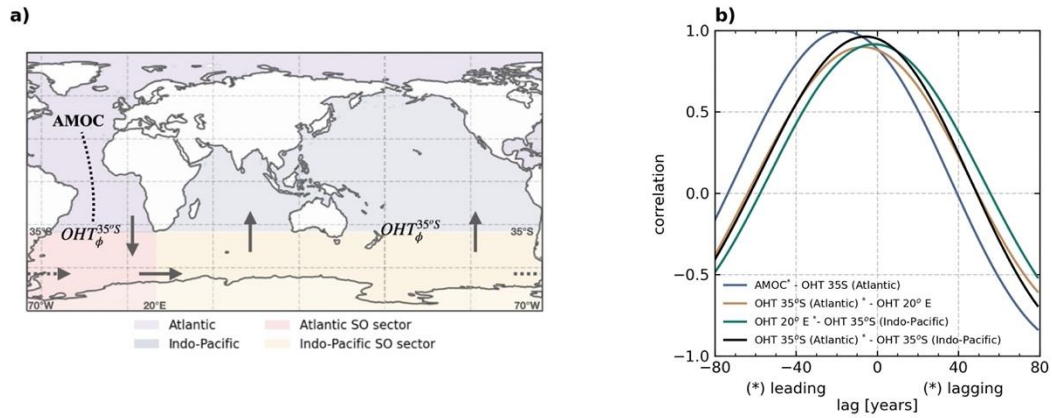 a)
AMOC
35°S
OHT_ϕ^{35°S}
OHT_ϕ^{35°S}
35°S
70°W
20°E
70°W
Atlantic
Indo-Pacific
Atlantic SO sector
Indo-Pacific SO sector
b)
correlation
1.0
0.5
0.0
−0.5
−1.0
AMOC* - OHT 35S (Atlantic)
OHT 35°S (Atlantic) * - OHT 20° E
OHT 20° E *- OHT 35°S (Indo-Pacific)
OHT 35°S (Atlantic) * - OHT 35°S (Indo-Pacific)
−80 −40 0 40 80
(*) leading (*) lagging
lag [years]